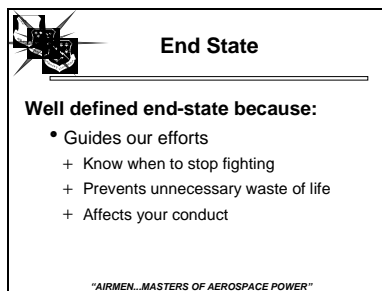 End State
Well defined end-state because:
• Guides our efforts
+ Know when to stop fighting
+ Prevents unnecessary waste of life
+ Affects your conduct
"AIRMEN...MASTERS OF AEROSPACE POWER"